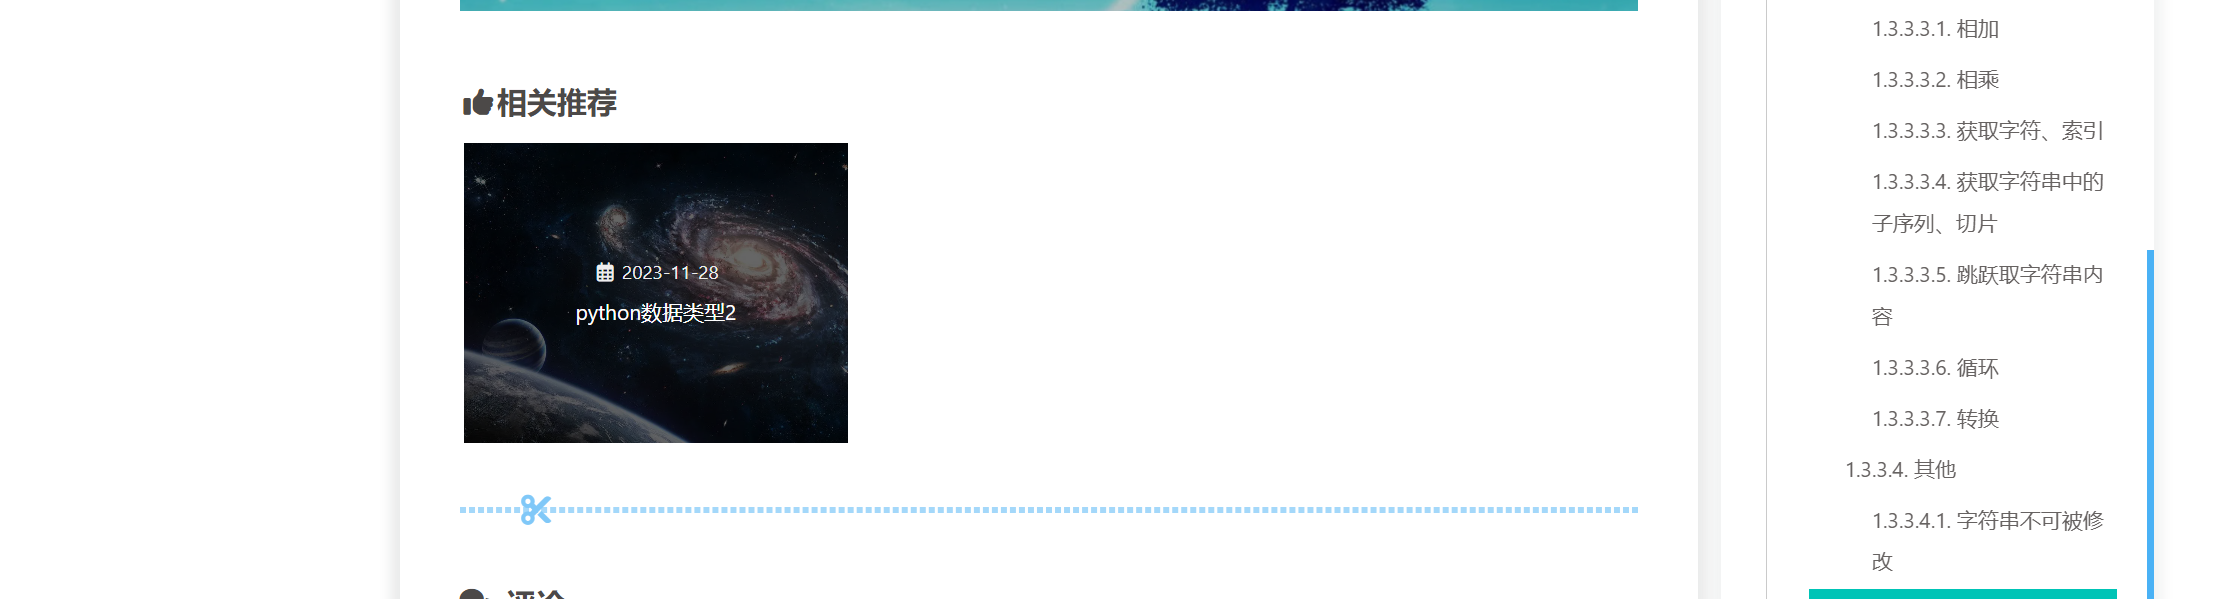 相关推荐
2023-11-28
python数据类型2
评论
1.3.3.3.1. 相加
1.3.3.3.2. 相乘
1.3.3.3.3. 获取字符、索引
1.3.3.3.4. 获取字符串中的
子序列、切片
1.3.3.3.5. 跳跃取字符串内
容
1.3.3.3.6. 循环
1.3.3.3.7. 转换
1.3.3.4. 其他
1.3.3.4.1. 字符串不可被修
改